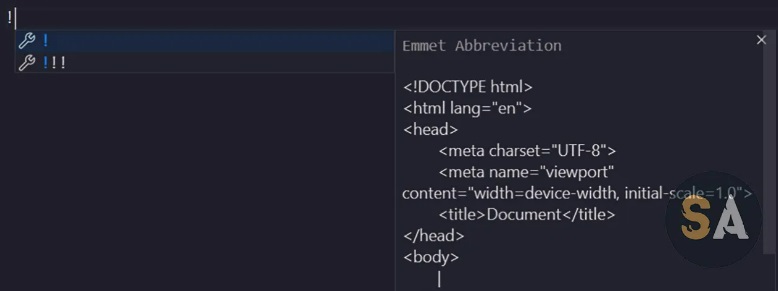 !
!
!!!
Emmet Abbreviation
<!DOCTYPE html>
<html lang="en">
<head>
<meta charset="UTF-8">
<meta name="viewport"
content="width=device-width, initial-scale=1.0">
<title>Document</title>
</head>
<body>
SA